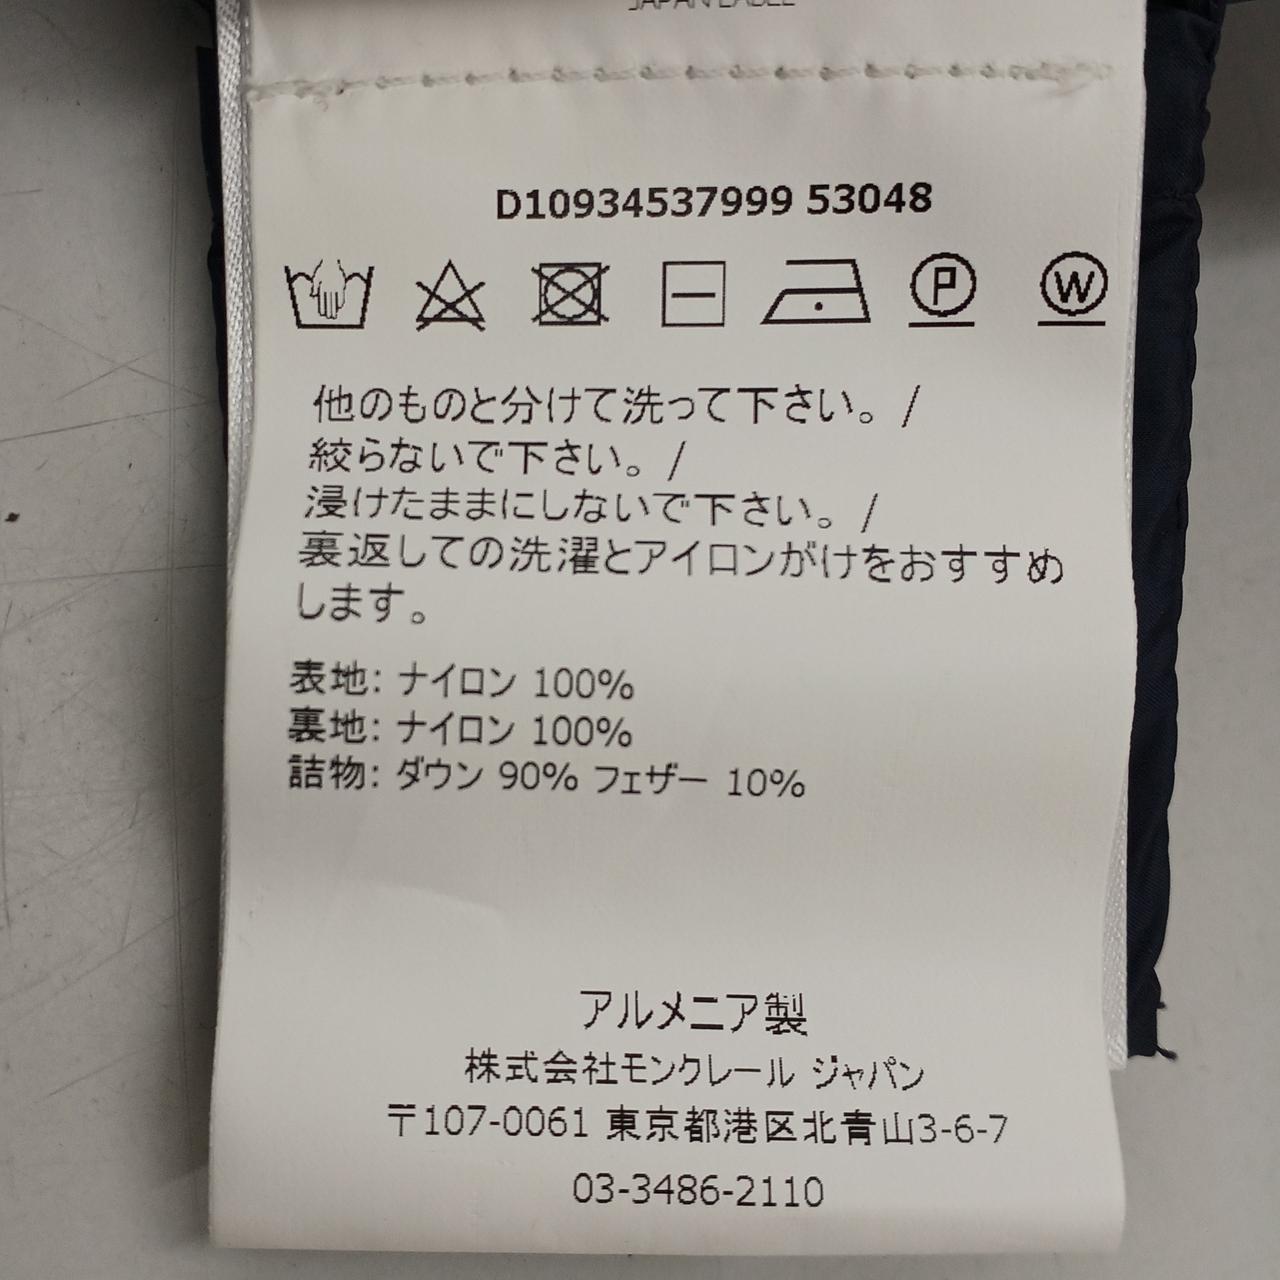 JAPAN LABEL
D10934537999 53048
P W
他のものと分けて洗って下さい。/
絞らないで下さい。/
浸けたままにしないで下さい。/
裏返しての洗濯とアイロンがけをおすすめ
します。
表地: ナイロン 100%
裏地: ナイロン 100%
詰物: ダウン 90% フェザー 10%
アルメニア製
株式会社モンクレール ジャパン
〒107-0061 東京都港区北青山3-6-7
03-3486-2110